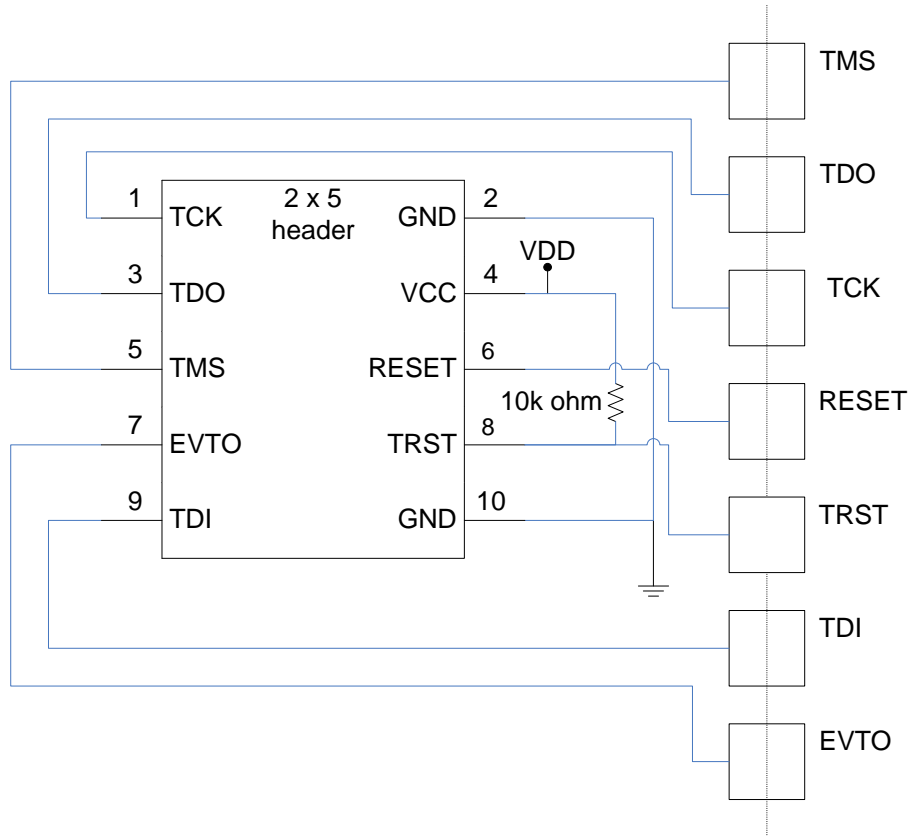 TMS
TDO
1
TCK
2 x 5
header
GND
2
VDD
TCK
3
TDO
VCC
4
5
TMS
RESET
6
10k ohm
RESET
7
EVTO
TRST
8
9
TDI
GND
10
TRST
TDI
EVTO